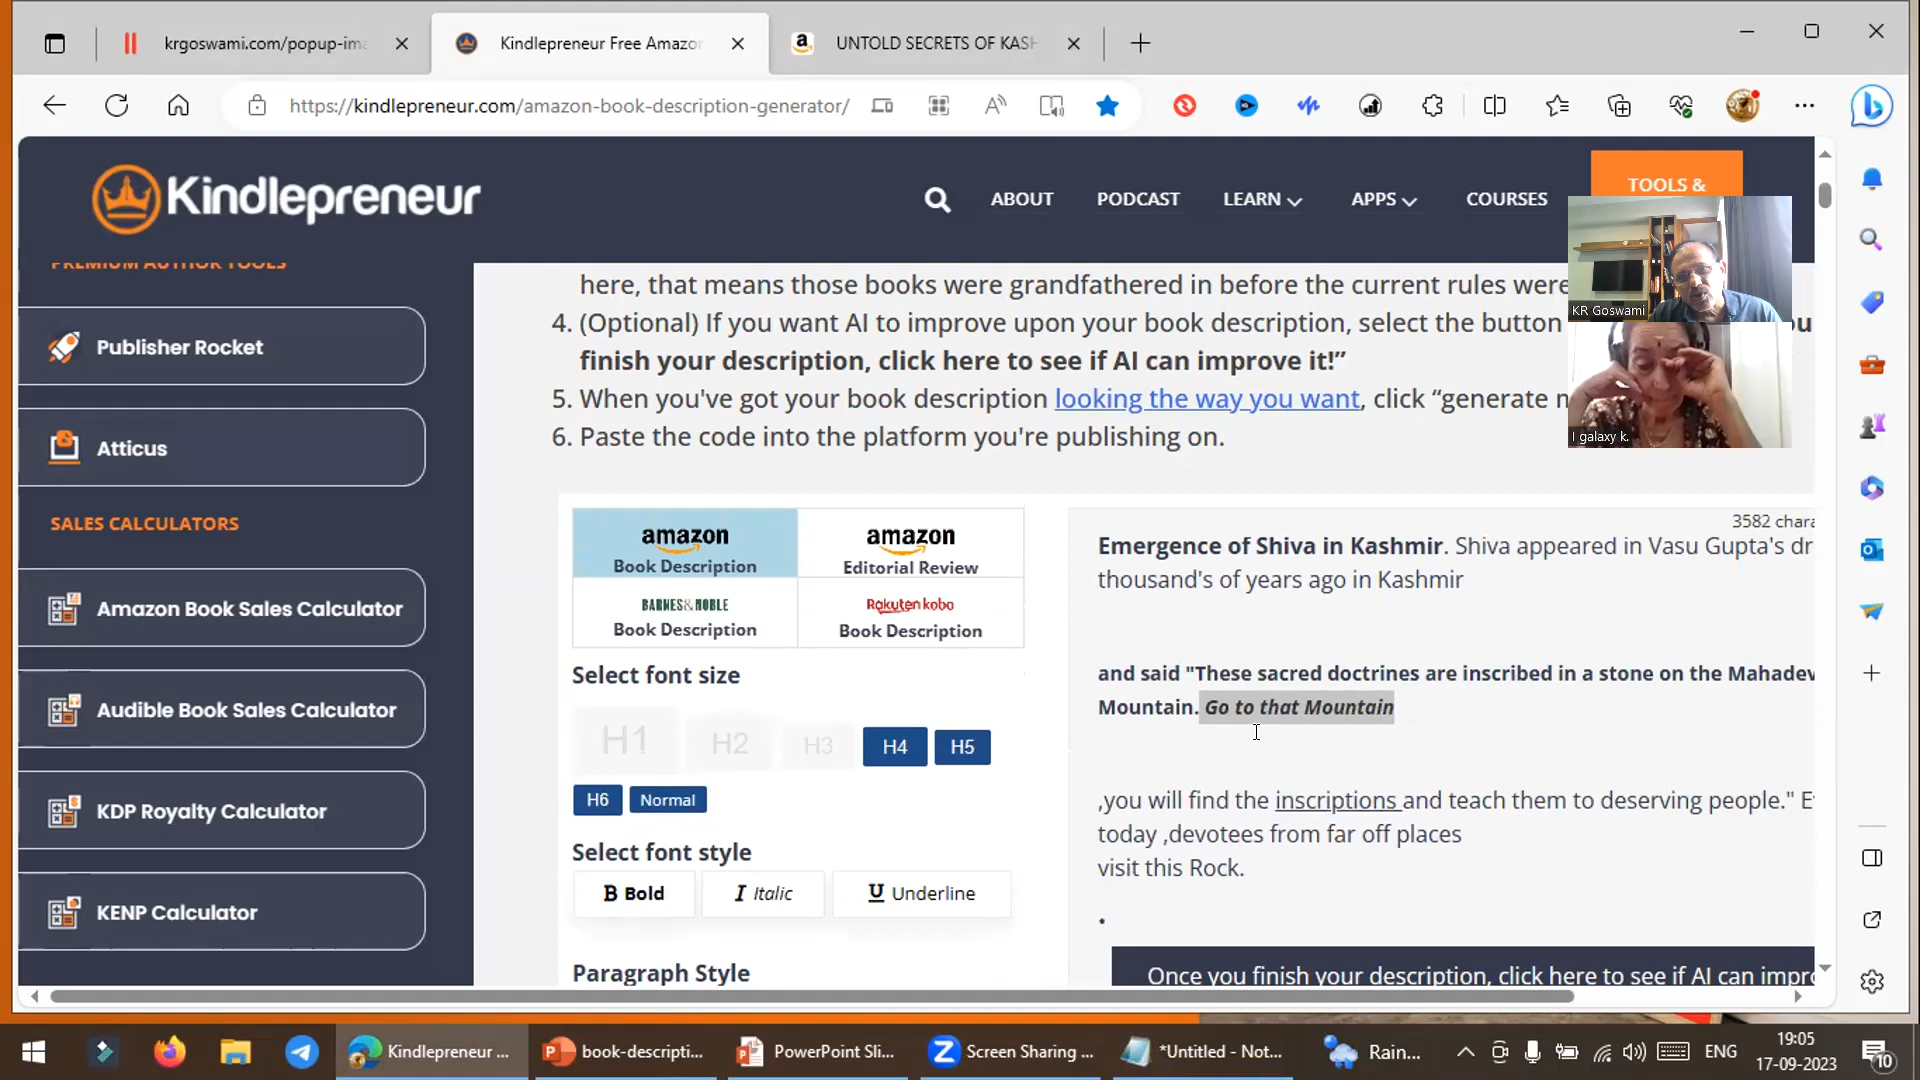 krgoswami.com/popup-ima
Kindlepreneur Free Amazon
UNTOLD SECRETS OF KASH
https://kindlepreneur.com/amazon-book-description-generator/
Kindlepreneur
ABOUT
PODCAST
LEARN
APPS
COURSES
TOOLS &
KR Goswami
I galaxy k.
PREMIUM AUTHOR TOOLS
Publisher Rocket
Atticus
SALES CALCULATORS
Amazon Book Sales Calculator
Audible Book Sales Calculator
KDP Royalty Calculator
KENP Calculator
here, that means those books were grandfathered in before the current rules were
4. (Optional) If you want AI to improve upon your book description, select the button
finish your description, click here to see if AI can improve it!”
5. When you've got your book description looking the way you want, click “generate
6. Paste the code into the platform you're publishing on.
amazon
Book Description
amazon
Editorial Review
BARNES&NOBLE
Book Description
Rakuten kobo
Book Description
Select font size
H1
H2
H3
H4
H5
H6
Normal
Select font style
B Bold
I Italic
U Underline
Paragraph Style
3582 chara
Emergence of Shiva in Kashmir. Shiva appeared in Vasu Gupta's dr
thousand's of years ago in Kashmir
and said "These sacred doctrines are inscribed in a stone on the Mahadev
Mountain. Go to that Mountain
,you will find the inscriptions and teach them to deserving people." E
today ,devotees from far off places
visit this Rock.
Once you finish your description, click here to see if AI can impro
Kindlepreneur ...
book-descripti...
PowerPoint Sli...
Screen Sharing ...
*Untitled - Not...
Rain...
ENG
19:05
17-09-2023
10